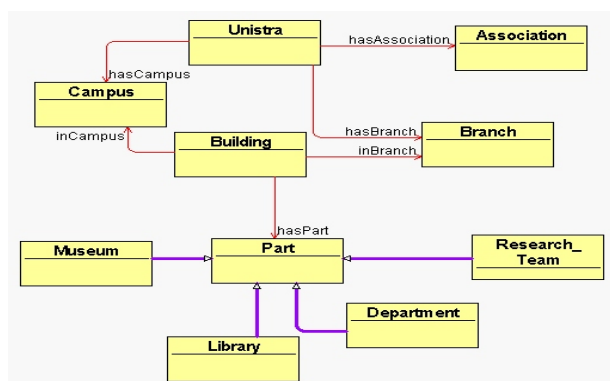 Unistra
hasAssociation
Association
hasCampus
Campus
inCampus
Building
hasBranch
inBranch
Branch
hasPart
Museum
Part
Research_
Team
Department
Library